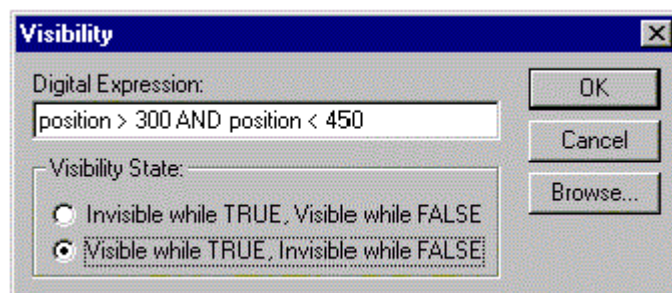 Visibility
Digital Expression:
position > 300 AND position < 450
Visibility State:
Invisible while TRUE, Visible while FALSE
Visible while TRUE, Invisible while FALSE
OK
Cancel
Browse...